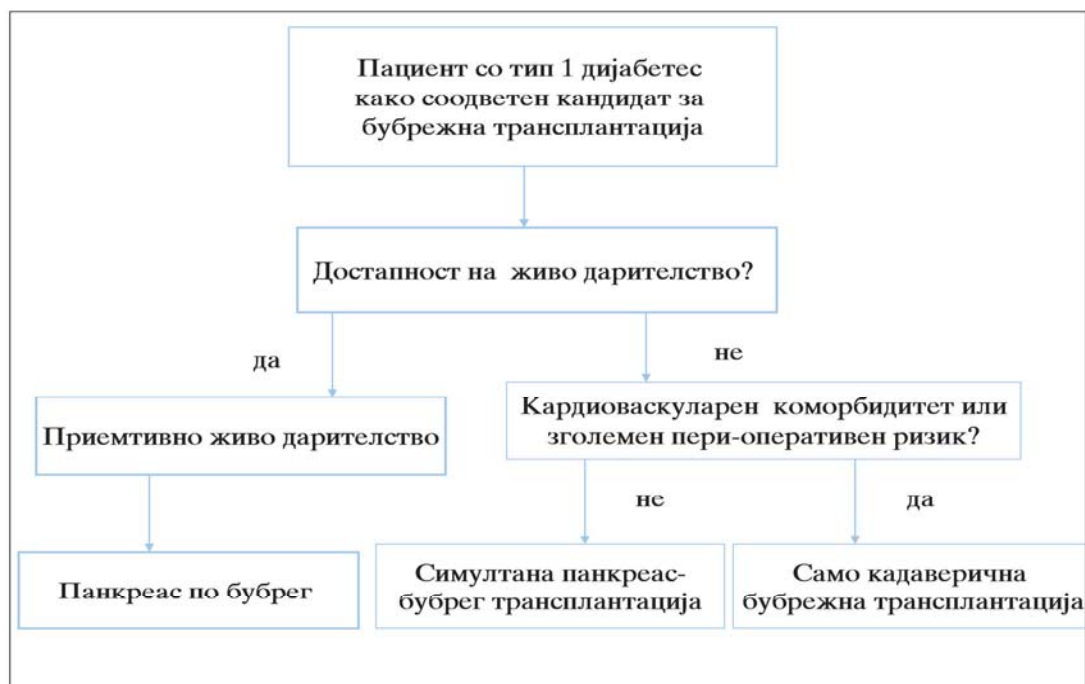 Пациент со тип 1 дијабетес
како соодветен кандидат за
бубрежна трансплантација
Достапност на живо дарителство?
да
не
Приемтивно живо дарителство
Кардиоваскуларен коморбидитет или
зголемен пери-оперативен ризик?
не
да
Панкреас по бубрег
Симултана панкреас-
бубрег трансплантација
Само кадаверична
бубрежна трансплантација